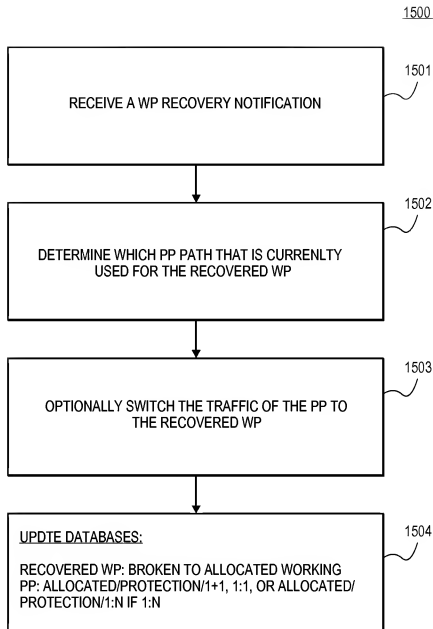 1500
1501
RECEIVE A WP RECOVERY NOTIFICATION
1502
DETERMINE WHICH PP PATH THAT IS CURRENLTY
USED FOR THE RECOVERED WP
1503
OPTIONALLY SWITCH THE TRAFFIC OF THE PP TO
THE RECOVERED WP
1504
UPDTE DATABASES:
RECOVERED WP: BROKEN TO ALLOCATED WORKING
PP: ALLOCATED/PROTECTION/1+1, 1:1, OR ALLOCATED/
PROTECTION/1:N IF 1:N